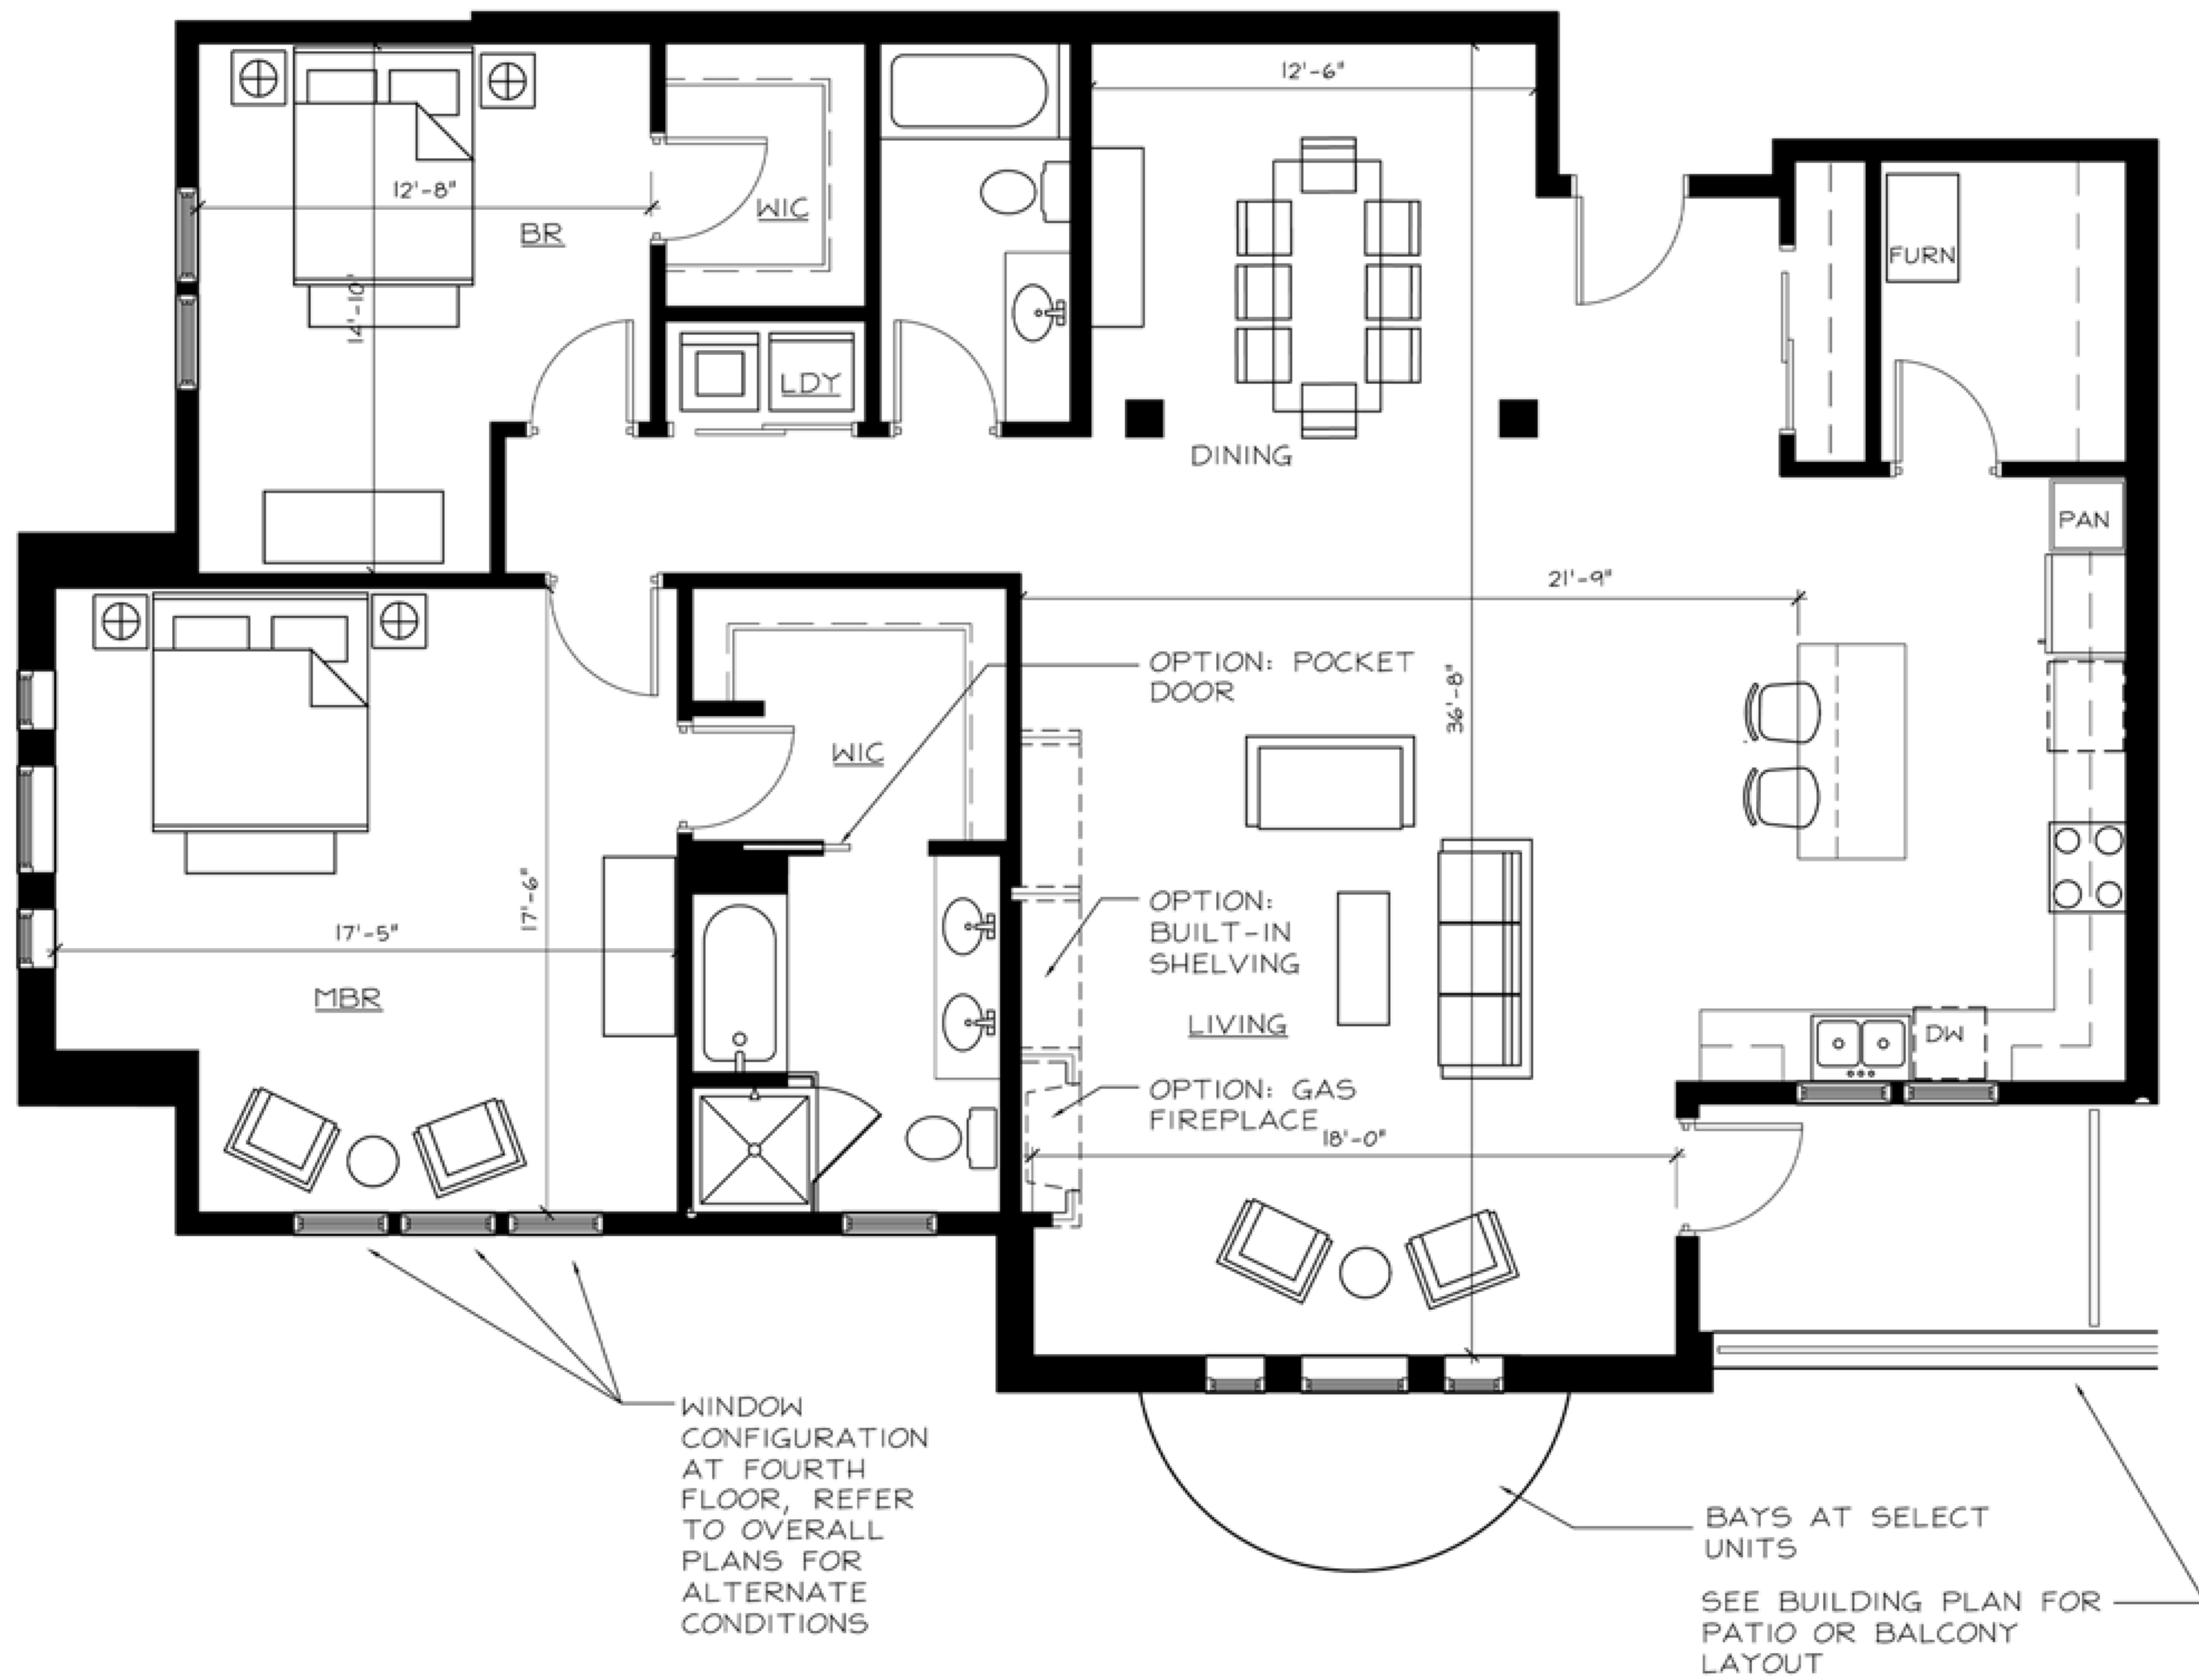 12'-6"
12'-8"
BR
WIC
FURN
14'-10"
LDY
DINING
PAN
21'-9"
OPTION: POCKET
DOOR
36'-8"
WIC
OPTION:
BUILT-IN
SHELVING
17'-6"
17'-5"
MBR
LIVING
DW
OPTION: GAS
FIREPLACE
18'-0"
WINDOW
CONFIGURATION
AT FOURTH
FLOOR, REFER
TO OVERALL
PLANS FOR
ALTERNATE
CONDITIONS
BAYS AT SELECT
UNITS
SEE BUILDING PLAN FOR
PATIO OR BALCONY
LAYOUT